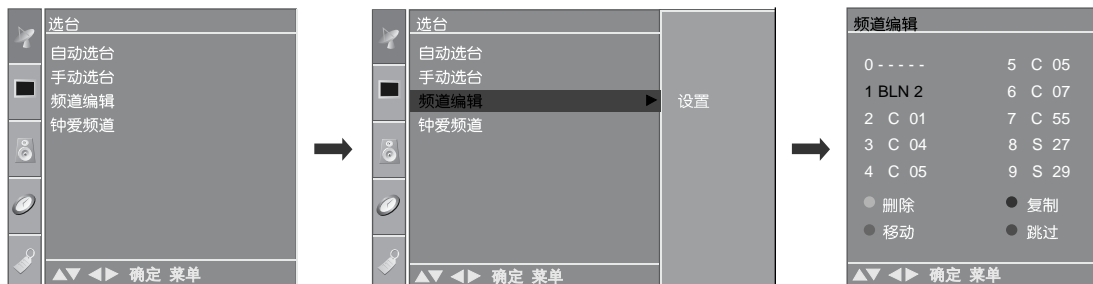 选台
自动选台
手动选台
频道编辑
钟爱频道
确定 菜单
选台
自动选台
手动选台
频道编辑
设置
钟爱频道
确定 菜单
频道编辑
0 - - - - -
5 C 05
1 BLN 2
6 C 07
2 C 01
7 C 55
3 C 04
8 S 27
4 C 05
9 S 29
删除
复制
移动
跳过
确定 菜单